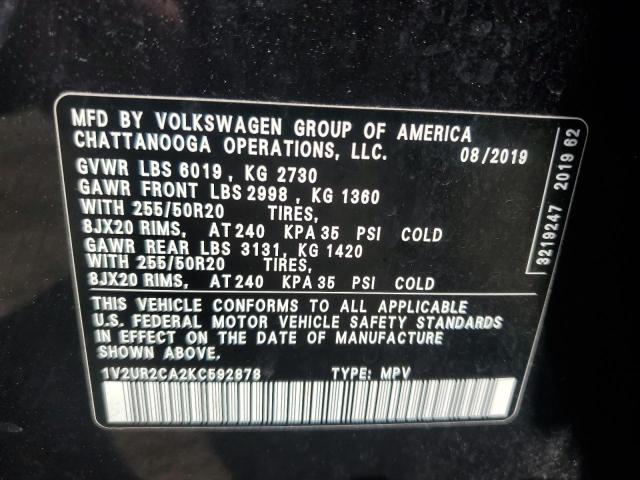 MFD BY VOLKSWAGEN GROUP OF AMERICA
CHATTANOOGA OPERATIONS, LLC. 08/2019
GVWR LBS 6019, KG 2730
GAWR FRONT LBS 2998, KG 1360
WITH 255/50R20 TIRES,
8JX20 RIMS, AT 240 KPA 35 PSI COLD
GAWR REAR LBS 3131, KG 1420
WITH 255/50R20 TIRES,
8JX20 RIMS, AT 240 KPA 35 PSI COLD
THIS VEHICLE CONFORMS TO ALL APPLICABLE
U.S. FEDERAL MOTOR VEHICLE SAFETY STANDARDS
IN EFFECT ON THE DATE OF MANUFACTURE
SHOWN ABOVE.
1V2UR2CA2KC592878 TYPE: MPV
3219247 2019 62